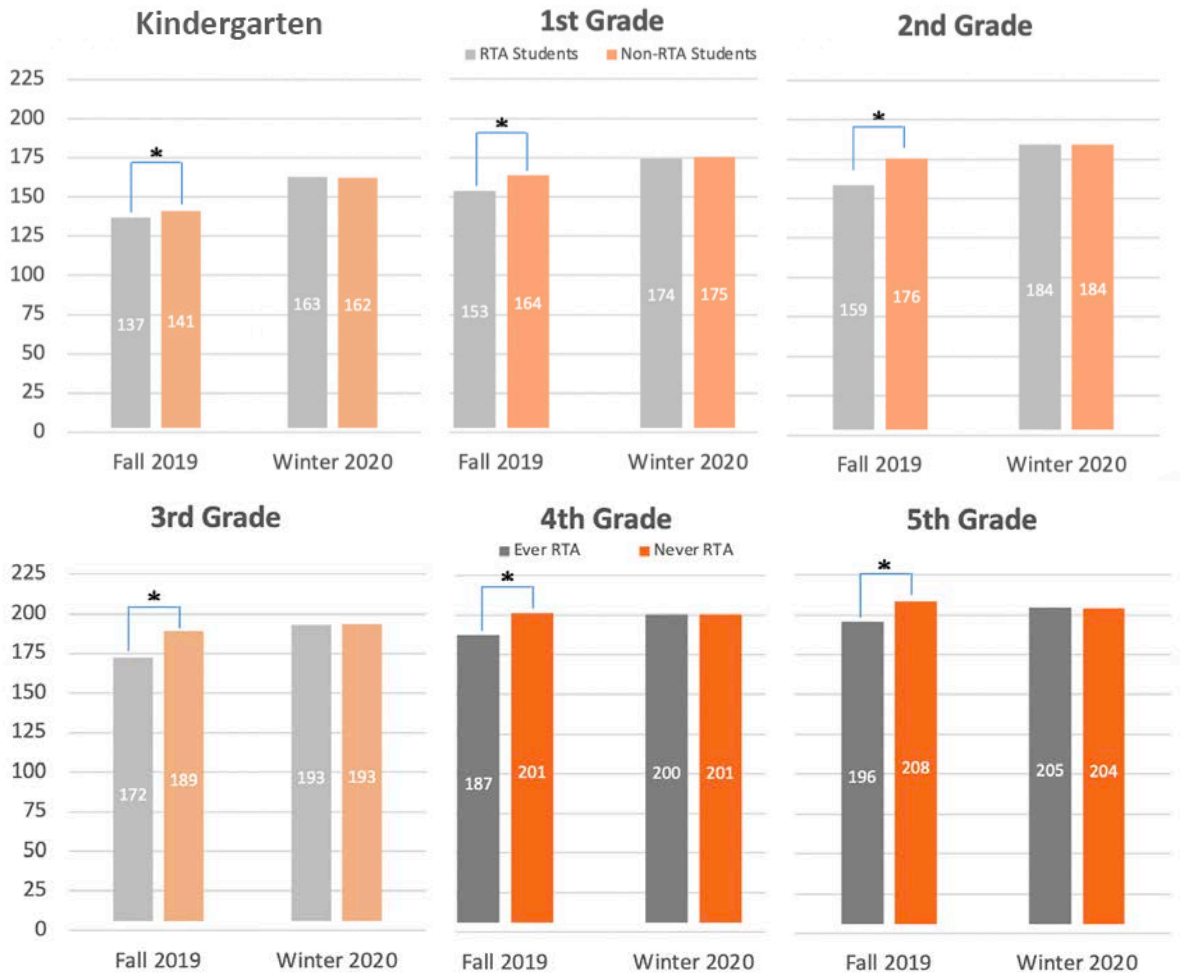 Kindergarten
1st Grade
2nd Grade
RTA Students Non-RTA Students
225
200
175
150
125
100
75
50
25
0
*
*
*
137 141 163 162
153 164 174 175
159 176 184 184
Fall 2019 Winter 2020
Fall 2019 Winter 2020
Fall 2019 Winter 2020
3rd Grade
4th Grade
5th Grade
Ever RTA Never RTA
225
200
175
150
125
100
75
50
25
0
*
*
*
172 189 193 193
187 201 200 201
196 208 205 204
Fall 2019 Winter 2020
Fall 2019 Winter 2020
Fall 2019 Winter 2020